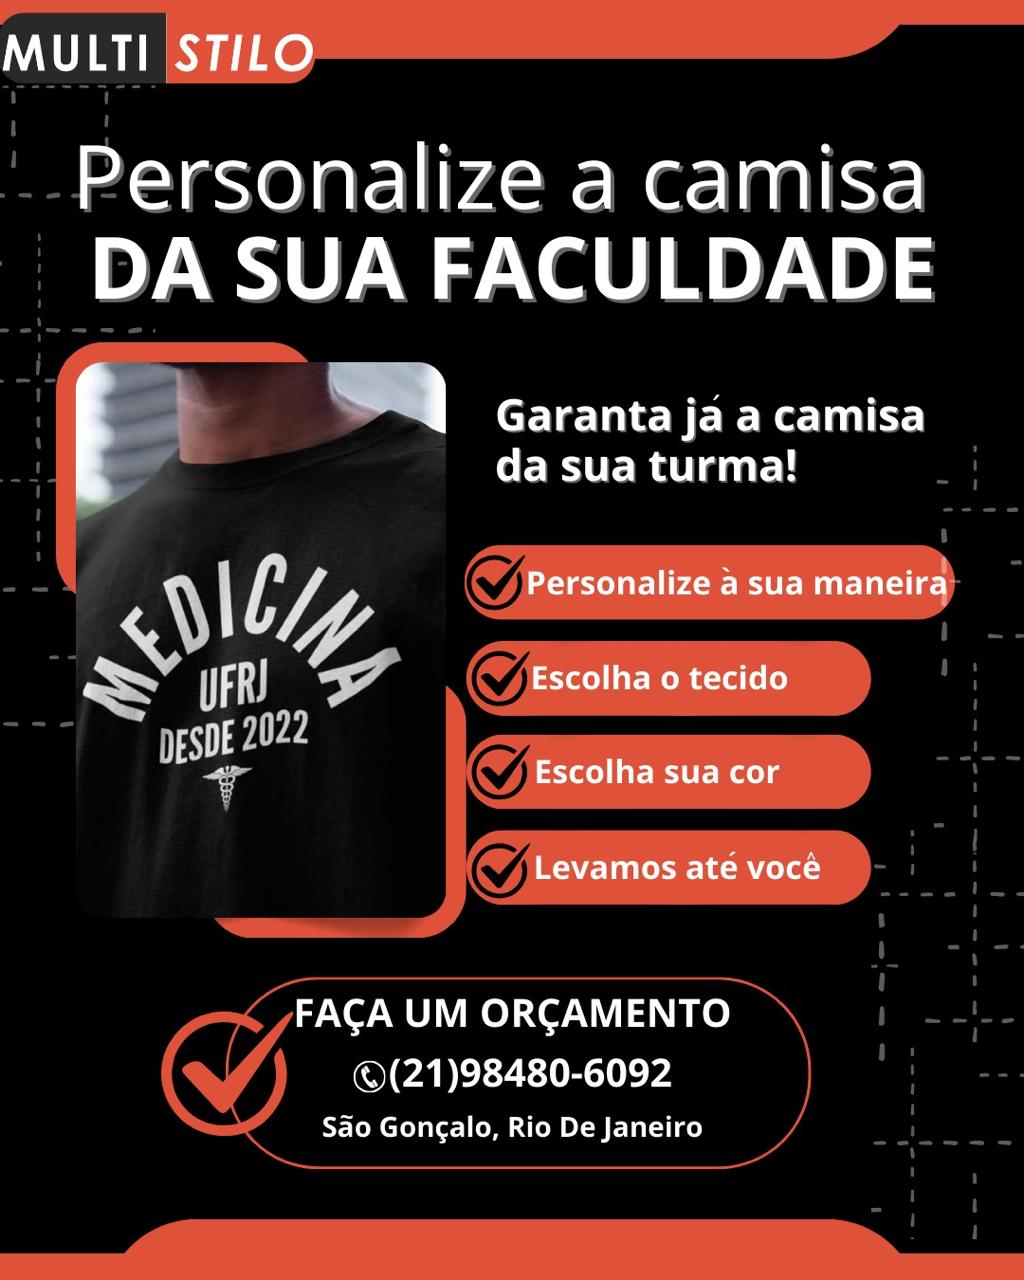 MULTI STILO
Personalize a camisa
DA SUA FACULDADE
Garanta já a camisa
da sua turma!
MEDICINA
UFRJ
DESDE 2022
Personalize à sua maneira
Escolha o tecido
Escolha sua cor
Levamos até você
FAÇA UM ORÇAMENTO
(21)98480-6092
São Gonçalo, Rio De Janeiro